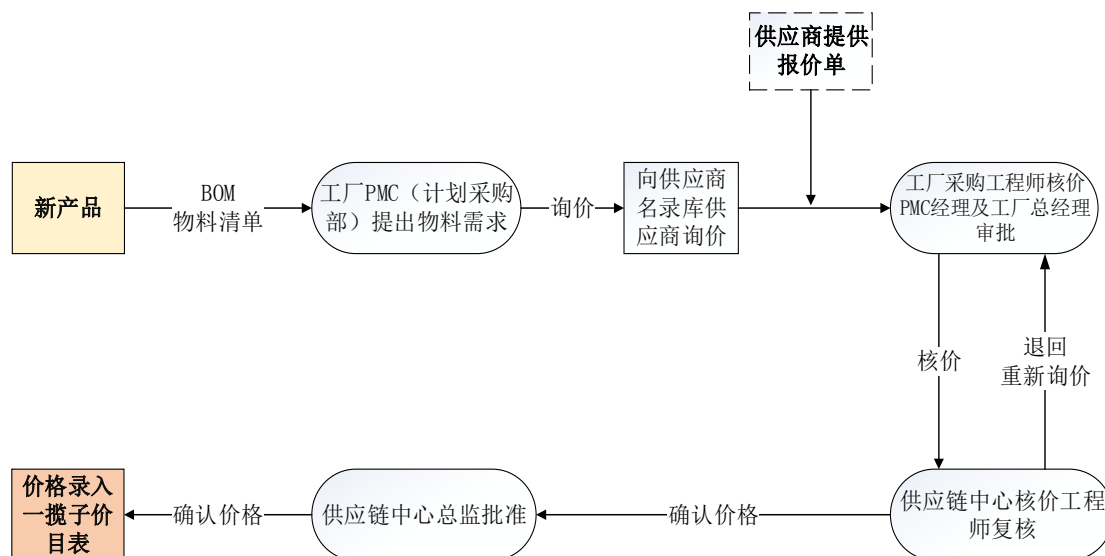 供应商提供
报价单
新产品
BOM
物料清单
工厂PMC（计划采购
部）提出物料需求
询价
向供应商
名录库供
应商询价
工厂采购工程师核价
PMC经理及工厂总经理
审批
核价
退回
重新询价
价格录入
一揽子价
目表
确认价格
供应链中心总监批准
确认价格
供应链中心核价工程
师复核